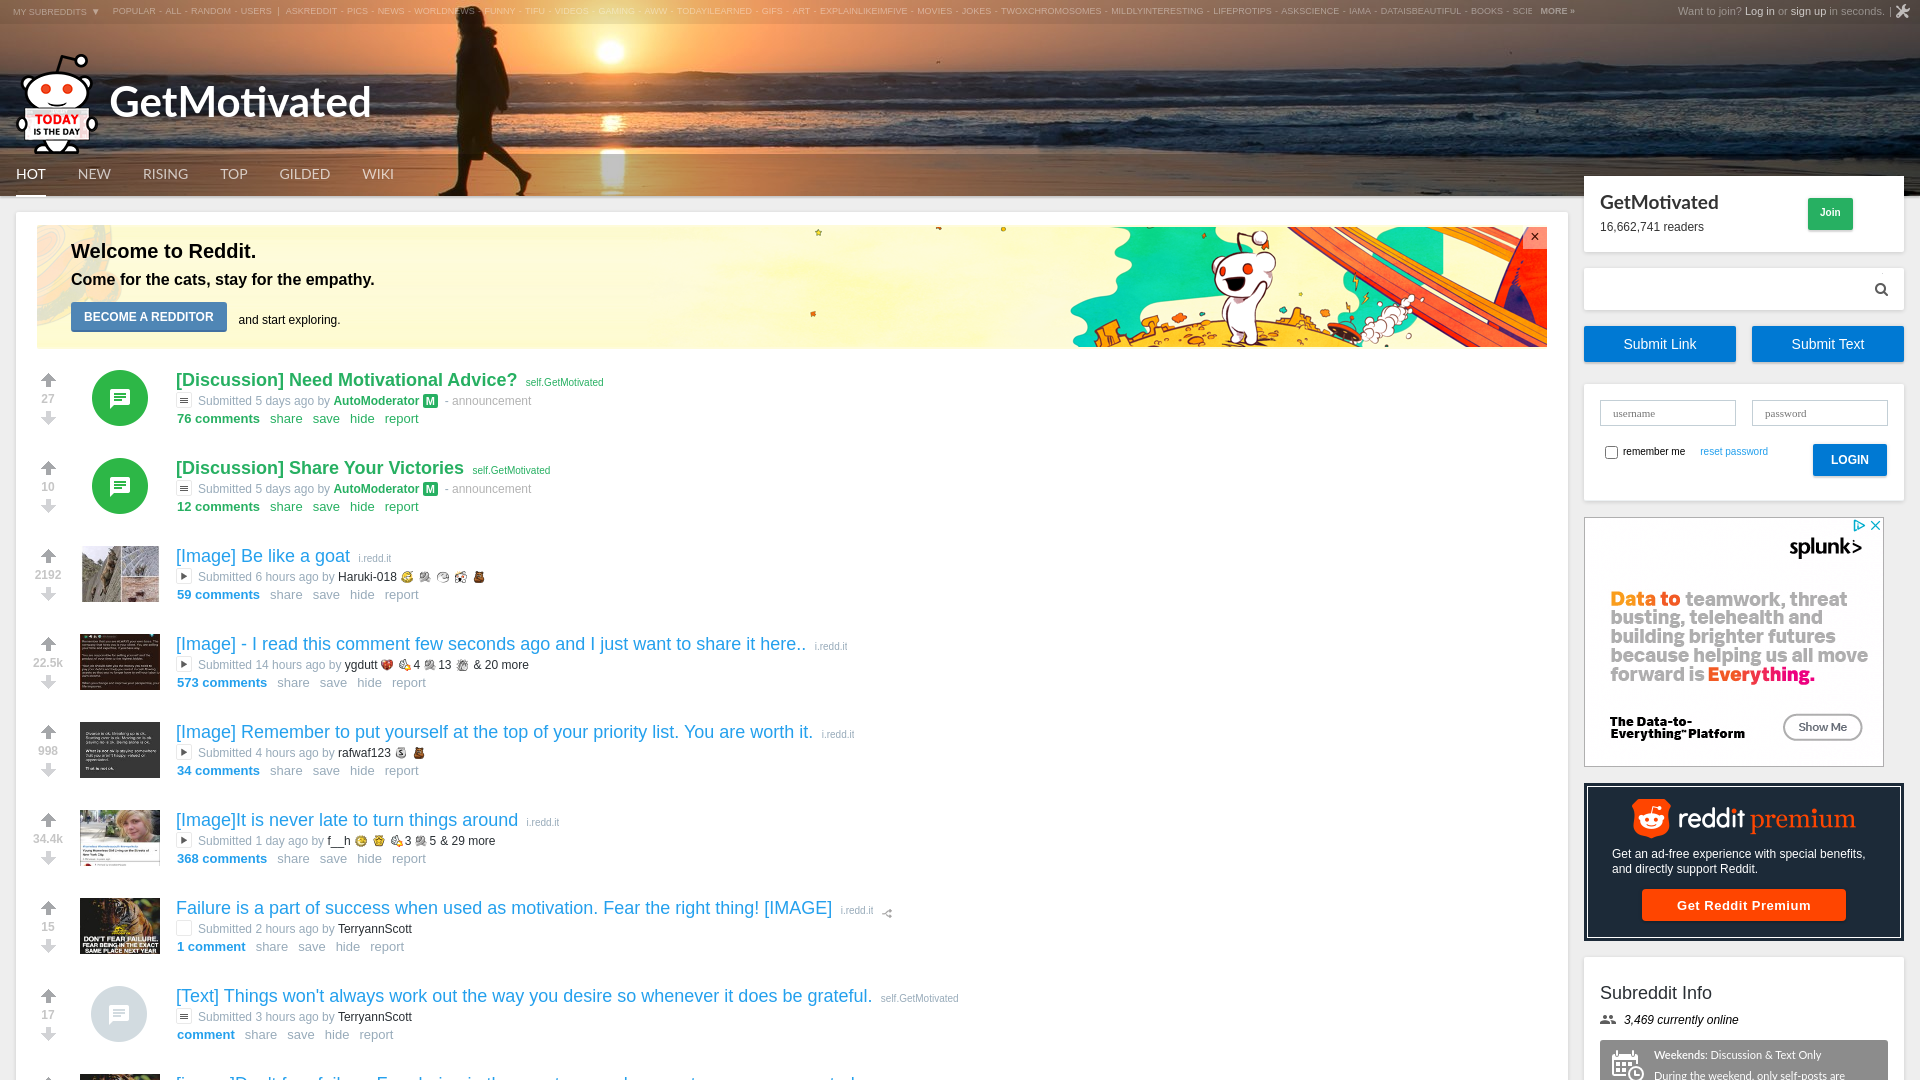 MY SUBREDDITS ▼ POPULAR - ALL - RANDOM - USERS | ASKREDDIT - PICS - NEWS - WORLDNEWS - FUNNY - TIFU - VIDEOS - GAMING - AWW - TODAYILEARNED - GIFS - ART - EXPLAINLIKEIMFIVE - MOVIES - JOKES - TWOXCHROMOSOMES - MILDLYINTERESTING - LIFEPROTIPS - ASKSCIENCE - IAMA - DATAISBEAUTIFUL - BOOKS - SCIE MORE »
Want to join? Log in or sign up in seconds. |
TODAY
IS THE DAY
GetMotivated
HOT NEW RISING TOP GILDED WIKI
Welcome to Reddit.
Come for the cats, stay for the empathy.
BECOME A REDDITOR and start exploring.
×
27
[Discussion] Need Motivational Advice? self.GetMotivated
Submitted 5 days ago by AutoModerator M - announcement
76 comments share save hide report
10
[Discussion] Share Your Victories self.GetMotivated
Submitted 5 days ago by AutoModerator M - announcement
12 comments share save hide report
2192
[Image] Be like a goat i.redd.it
Submitted 6 hours ago by Haruki-018
59 comments share save hide report
22.5k
[Image] - I read this comment few seconds ago and I just want to share it here.. i.redd.it
Submitted 14 hours ago by ygdutt 4 13 & 20 more
573 comments share save hide report
998
[Image] Remember to put yourself at the top of your priority list. You are worth it. i.redd.it
Submitted 4 hours ago by rafwaf123
34 comments share save hide report
That is not ok.
34.4k
[Image]It is never late to turn things around i.redd.it
Submitted 1 day ago by f__h 3 5 & 29 more
368 comments share save hide report
15
DON'T FEAR FAILURE.
FEAR BEING IN THE EXACT
SAME PLACE NEXT YEAR
Failure is a part of success when used as motivation. Fear the right thing! [IMAGE] i.redd.it
Submitted 2 hours ago by TerryannScott
1 comment share save hide report
17
[Text] Things won't always work out the way you desire so whenever it does be grateful. self.GetMotivated
Submitted 3 hours ago by TerryannScott
comment share save hide report
GetMotivated
16,662,741 readers
Join
Submit Link
Submit Text
username
password
remember me reset password
LOGIN
splunk>
Data to teamwork, threat
busting, telehealth and
building brighter futures
because helping us all move
forward is Everything.
The Data-to-
Everything™ Platform
Show Me
reddit premium
Get an ad-free experience with special benefits,
and directly support Reddit.
Get Reddit Premium
Subreddit Info
3,469 currently online
Weekends: Discussion & Text Only
During the weekend, only self-posts are